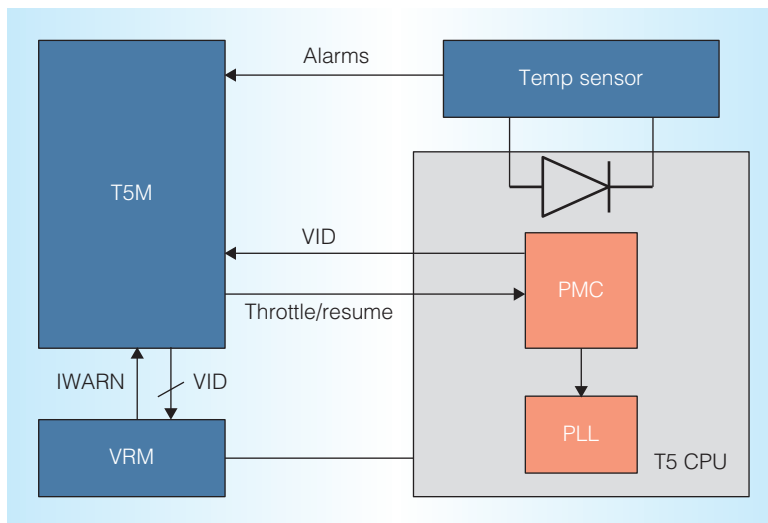 Alarms
Temp sensor
T5M
VID
PMC
Throttle/resume
IWARN
VID
PLL
VRM
T5 CPU